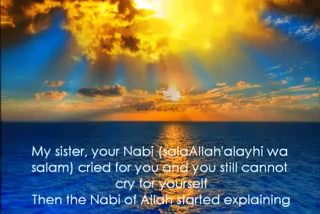 My sister, your Nabi (salaAllah'alayhi wa
salam) cried for you and you still cannot
cry for yourself
Then the Nabi of Allah started explaining